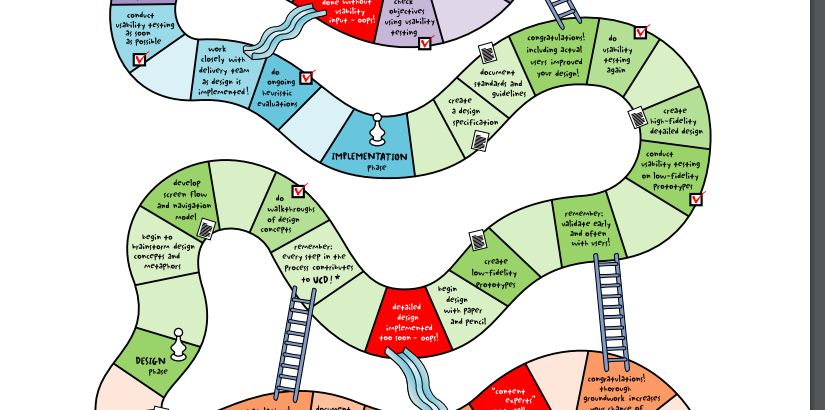 done without
usability
input - oops!
check
objectives
using usability
testing
conduct
usability testing
as soon
as possible
work
closely with
delivery team
as design is
implemented!
do
ongoing
heuristic
evaluations
IMPLEMENTATION
phase
create
a design
specification
document
standards and
guidelines
congratulations!
including actual
users improved
your design!
do
usability
testing
again
create
high-fidelity
detailed design
conduct
usability testing
on low-fidelity
prototypes
remember:
validate early
and often
with users!
create
low-fidelity
prototypes
begin
design
with paper
and pencil
detailed
design
implemented
too soon - oops!
remember:
every step in the
process contributes
to UCD!*
do
walkthroughs
of design
concepts
develop
screen flow
and navigation
model
begin to
brainstorm design
concepts and
metaphors
DESIGN
phase
document
"content
experts"
congratulations!
thorough
groundwork increases
your chance of